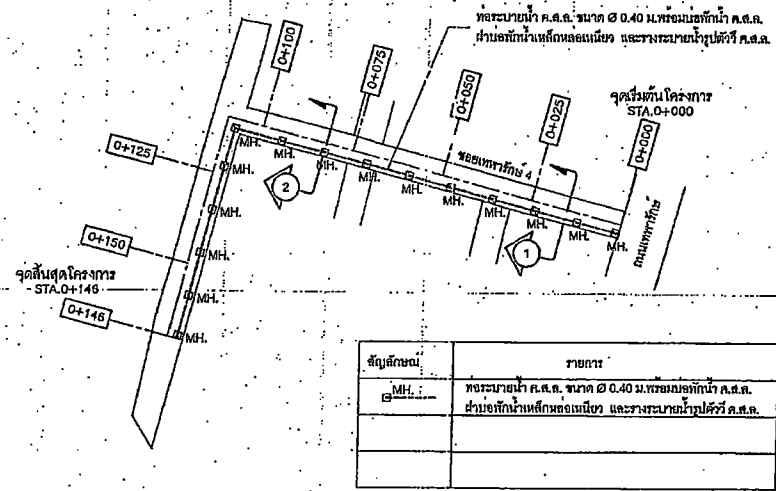 ท่อระบายน้ำ ค.ส.ล. ขนาด Ø 0.40 ม.พร้อมบ่อพักน้ำ ค.ส.ล.
ฝาบ่อพักน้ำเหล็กหล่อเหนียว และรางระบายน้ำรูปตัววี ค.ส.ล.
0+100
0+075
0+050
0+025
จุดเริ่มต้นโครงการ
STA.0+000
0+000
0+125
MH.
MH.
MH.
MH.
MH.
MH.
MH.
MH.
MH.
MH.
ซอยเทพารักษ์ 4
ถนนเทพารักษ์
2
1
MH.
MH.
0+150
MH.
จุดสิ้นสุดโครงการ
STA.0+146
MH.
0+146
MH.
สัญลักษณ์
รายการ
MH.
ท่อระบายน้ำ ค.ส.ล. ขนาด Ø 0.40 ม.พร้อมบ่อพักน้ำ ค.ส.ล.
ฝาบ่อพักน้ำเหล็กหล่อเหนียว และรางระบายน้ำรูปตัววี ค.ส.ล.